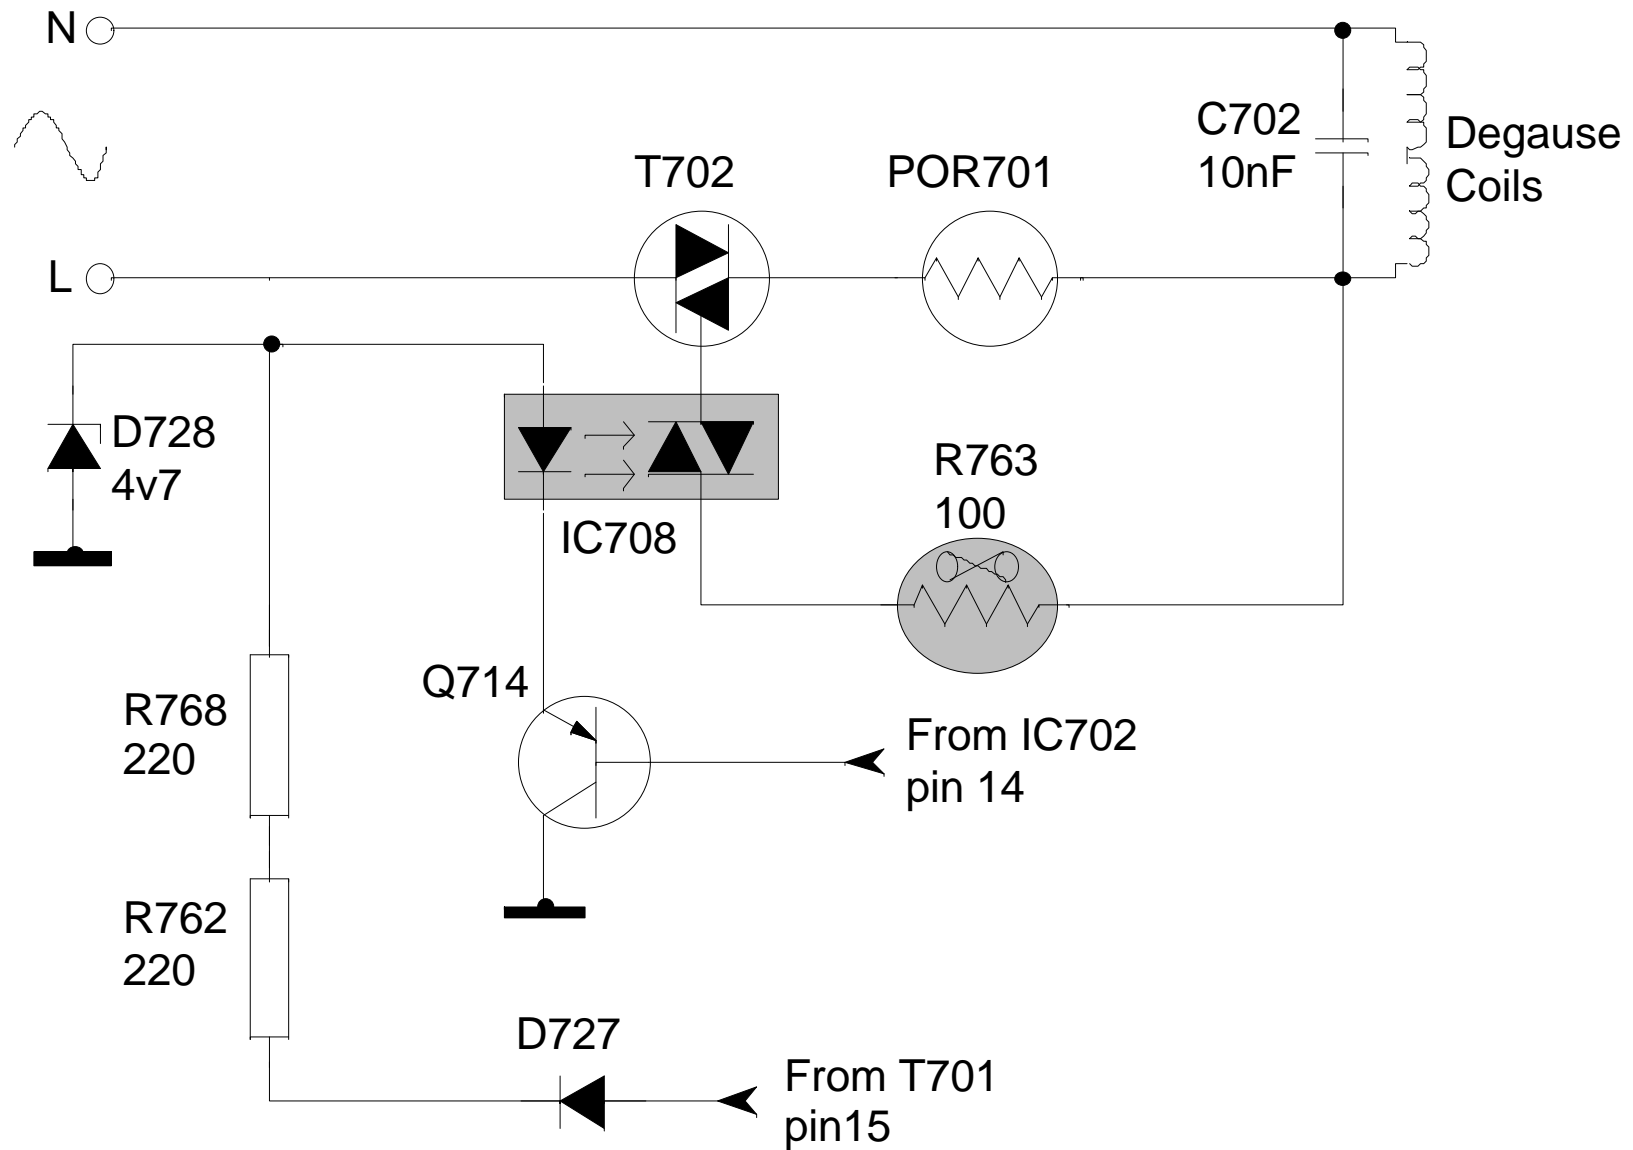 N
C702
10nF
Degause
Coils
T702
POR701
L
D728
4v7
R763
100
IC708
Q714
R768
220
From IC702
pin 14
R762
220
D727
From T701
pin15